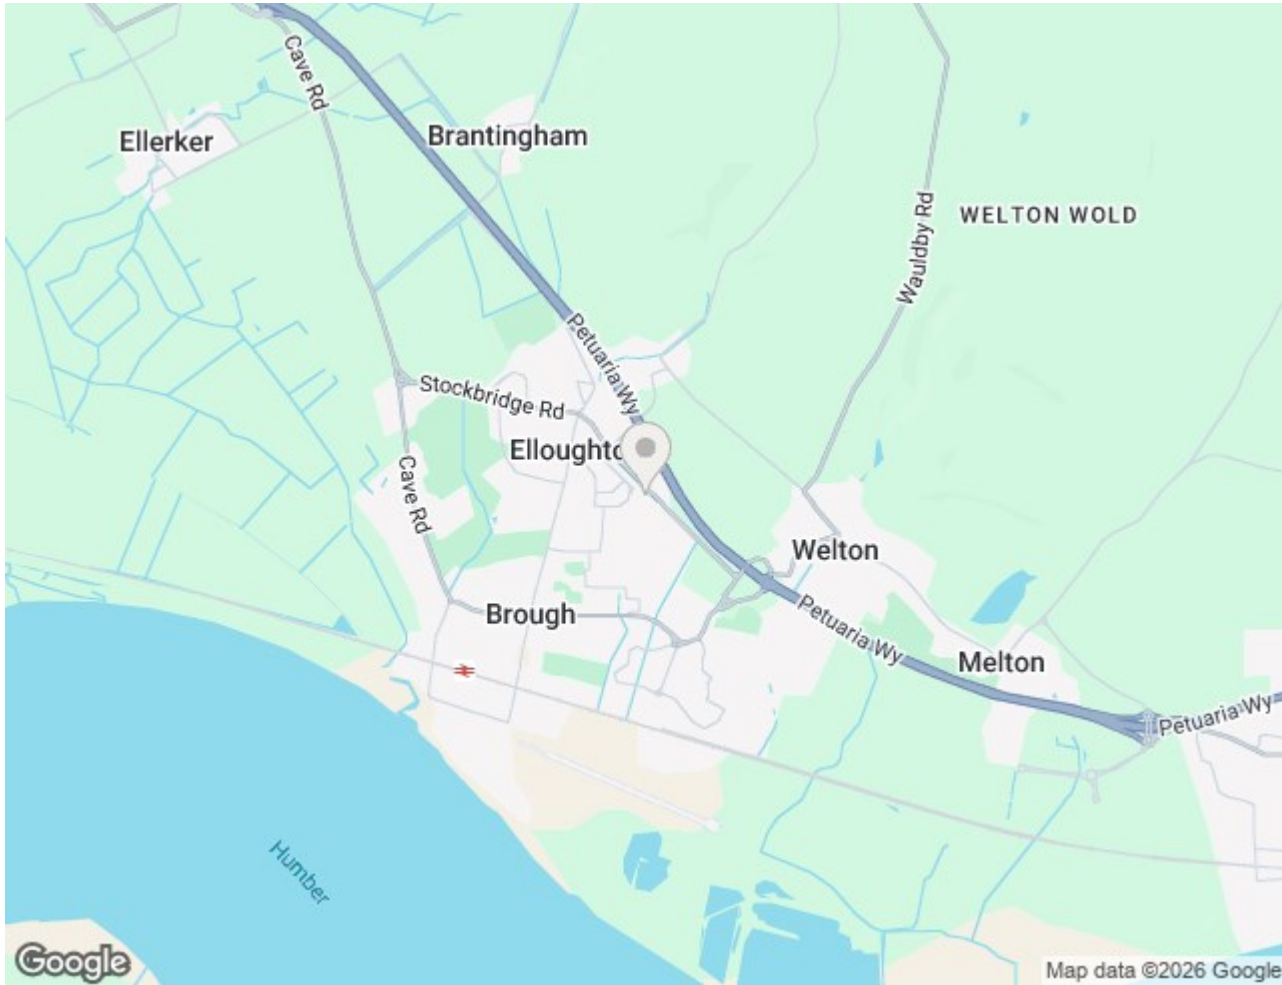 Cave Rd
Ellerker
Brantingham
WELTON WOLD
Wauldby Rd
Petuaria Wy
Stockbridge Rd
Elloughto
Cave Rd
Welton
Brough
Petuaria Wy
Melton
Petuaria Wy
Humber
Google
Map data ©2026 Google